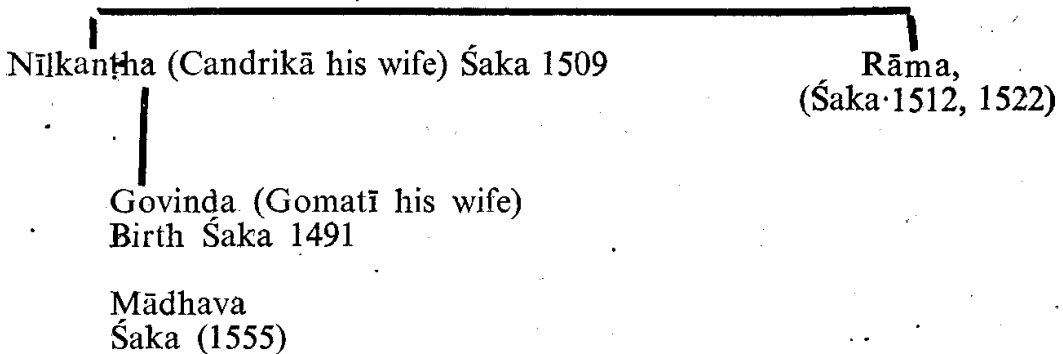 Nīlkanṭha (Candrikā his wife) Śaka 1509
Rāma,
(Śaka·1512, 1522)
Govinda (Gomatī his wife)
Birth Śaka 1491
Mādhava
Śaka (1555)